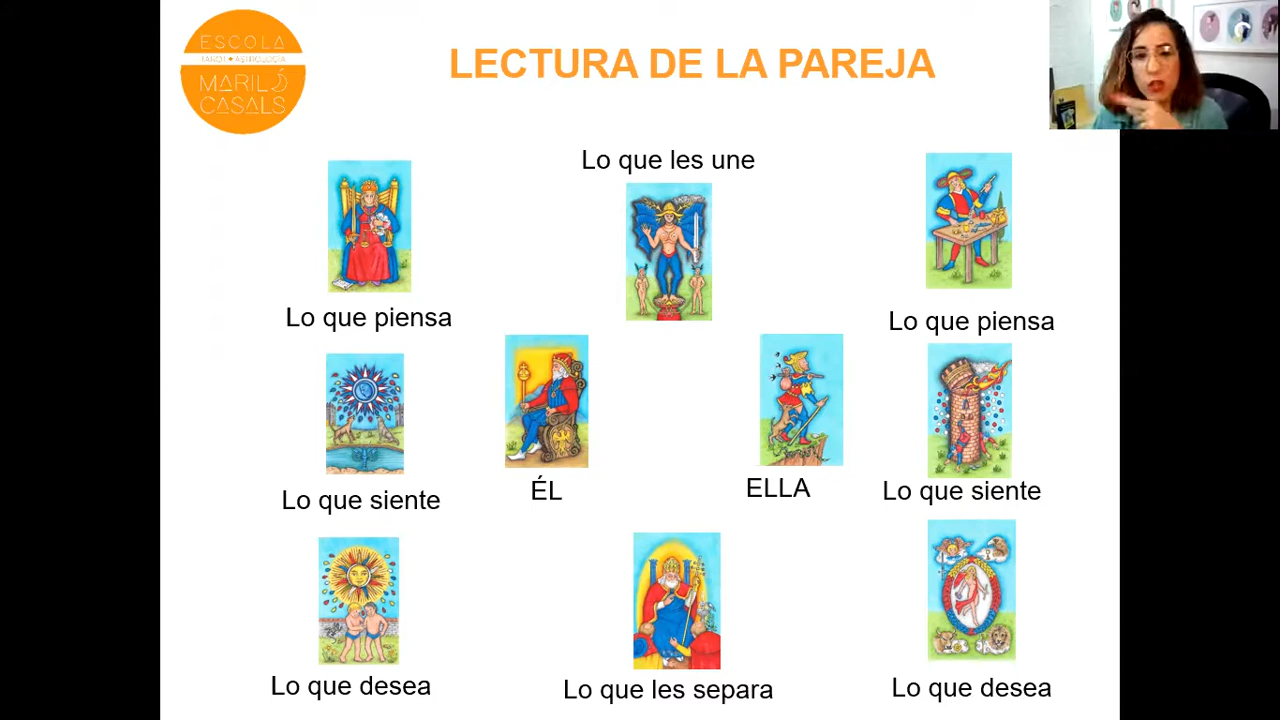 ESCOLA
TAROT ASTROLOGIA
MARILÓ
CASALS
LECTURA DE LA PAREJA
Lo que les une
Lo que piensa
Lo que piensa
Lo que siente
ÉL
ELLA
Lo que siente
Lo que desea
Lo que les separa
Lo que desea